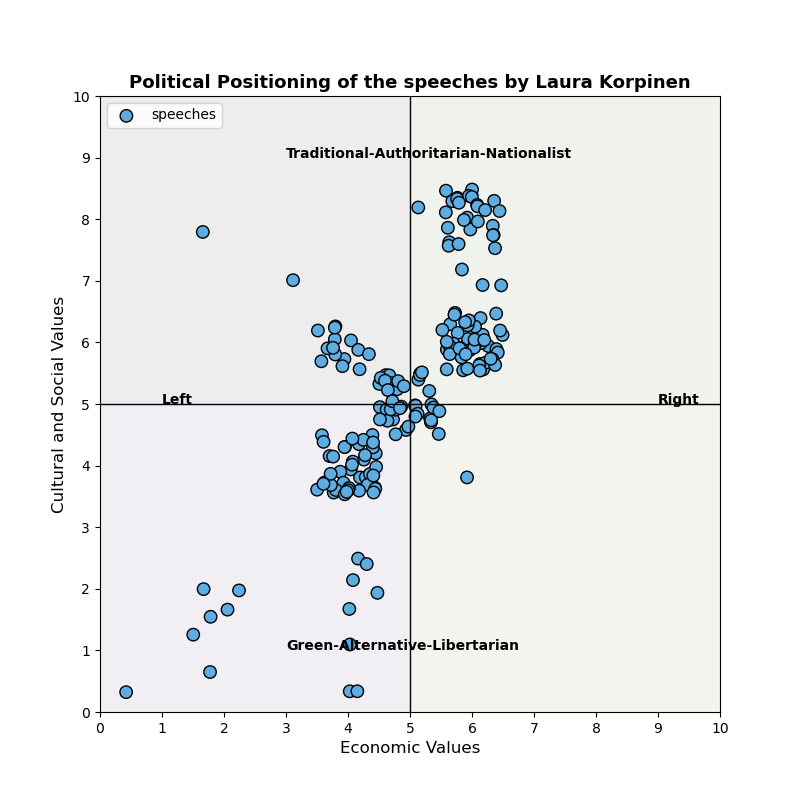 Political Positioning of the speeches by Laura Korpinen
speeches
Traditional-Authoritarian-Nationalist
Left
Right
Green-Alternative-Libertarian
Cultural and Social Values
10
9
8
7
6
5
4
3
2
1
0
0 1 2 3 4 5 6 7 8 9 10
Economic Values